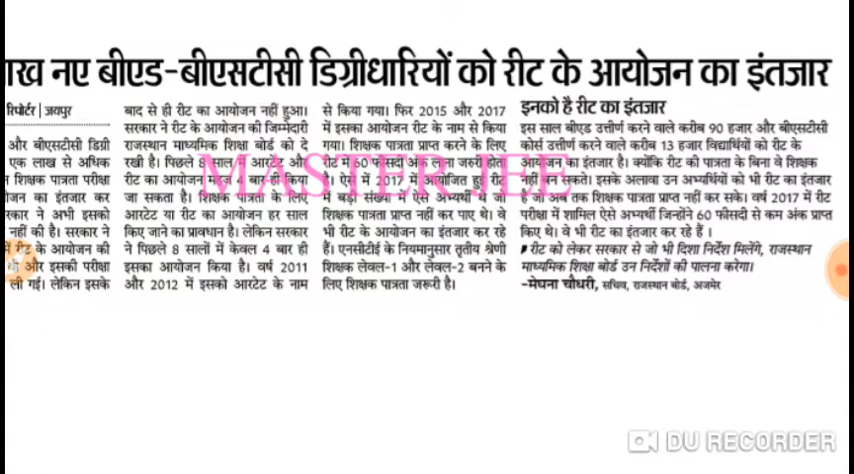 ाख नए बीएड-बीएसटीसी डिग्रीधारियों को रीट के आयोजन का इंतजार
रिपोर्टर | जयपुर
और बीएसटीसी डिग्री
एक लाख से अधिक
शिक्षक पात्रता परीक्षा
योजन का इंतजार कर
रकार ने अभी इसको
नहीं की है। सरकार ने
में रीट के आयोजन की
थी और इसकी परीक्षा
ली गई। लेकिन इसके
बाद से ही रीट का आयोजन नहीं हुआ।
सरकार ने रीट के आयोजन की जिम्मेदारी
राजस्थान माध्यमिक शिक्षा बोर्ड को दे
रखी है। पिछले 8 साल में आरटेट और
रीट का आयोजन महज 4 बार ही किया
जा सकता है। शिक्षक पात्रता के लिए
आरटेट या रीट का आयोजन हर साल
किए जाने का प्रावधान है। लेकिन सरकार
ने पिछले 8 सालों में केवल 4 बार ही
इसका आयोजन किया है। वर्ष 2011
और 2012 में इसको आरटेट के नाम
से किया गया। फिर 2015 और 2017
में इसका आयोजन रीट के नाम से किया
गया। शिक्षक पात्रता प्राप्त करने के लिए
रीट में 60 फीसदी अंक लाना जरुरी होता
है। ऐसे में 2017 में आयोजित हुई रीट
में बड़ी संख्या में ऐसे अभ्यर्थी थे जो
शिक्षक पात्रता प्राप्त नहीं कर पाए थे। वे
भी रीट के आयोजन का इंतजार कर रहे
हैं। एनसीटीई के नियमानुसार तृतीय श्रेणी
शिक्षक लेवल-1 और लेवल-2 बनने के
लिए शिक्षक पात्रता जरूरी है।
इनको है रीट का इंतजार
इस साल बीएड उत्तीर्ण करने वाले करीब 90 हजार और बीएसटीसी
कोर्स उत्तीर्ण करने वाले करीब 13 हजार विद्यार्थियों को रीट के
आयोजन का इंतजार है। क्योंकि रीट की पात्रता के बिना वे शिक्षक
नहीं बन सकते। इसके अलावा उन अभ्यर्थियों को भी रीट का इंतजार
है जो अब तक शिक्षक पात्रता प्राप्त नहीं कर सके। वर्ष 2017 में रीट
परीक्षा में शामिल ऐसे अभ्यर्थी जिन्होंने 60 फीसदी से कम अंक प्राप्त
किए थे। वो भी रीट का इंतजार कर रहे हैं ।
रीट को लेकर सरकार से जो भी दिशा निर्देश मिलेंगे, राजस्थान
माध्यमिक शिक्षा बोर्ड उन निर्देशों की पालना करेगा।
-मेघना चौधरी, सचिव, राजस्थान बोर्ड, अजमेर
MASTER JEE
DU RECORDER